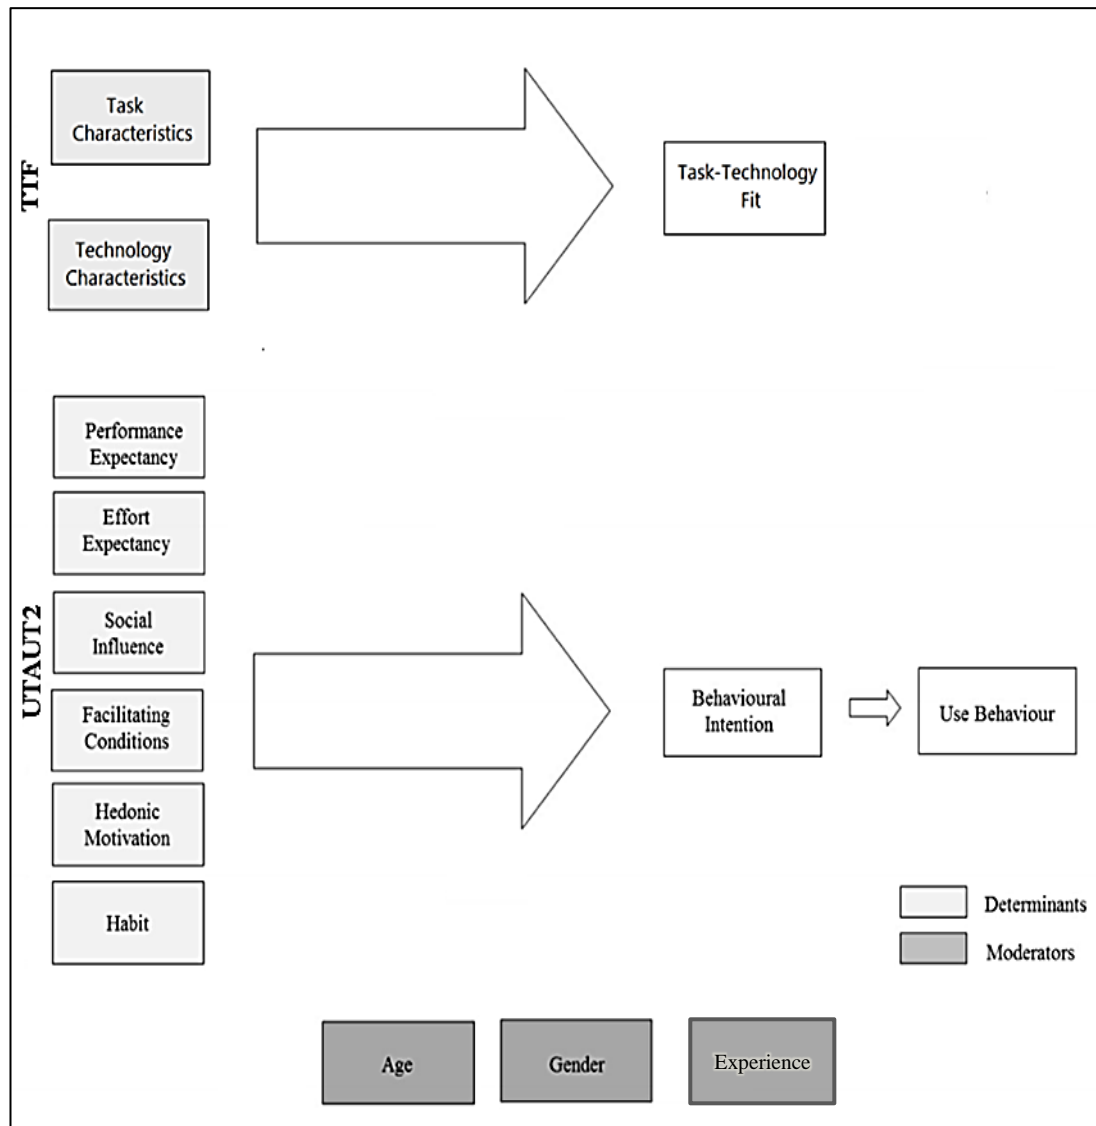 TTF
Task
Characteristics
Technology
Characteristics
Task-Technology
Fit
UTAUT2
Performance
Expectancy
Effort
Expectancy
Social
Influence
Facilitating
Conditions
Hedonic
Motivation
Habit
Behavioural
Intention
Use Behaviour
Determinants
Moderators
Age
Gender
Experience